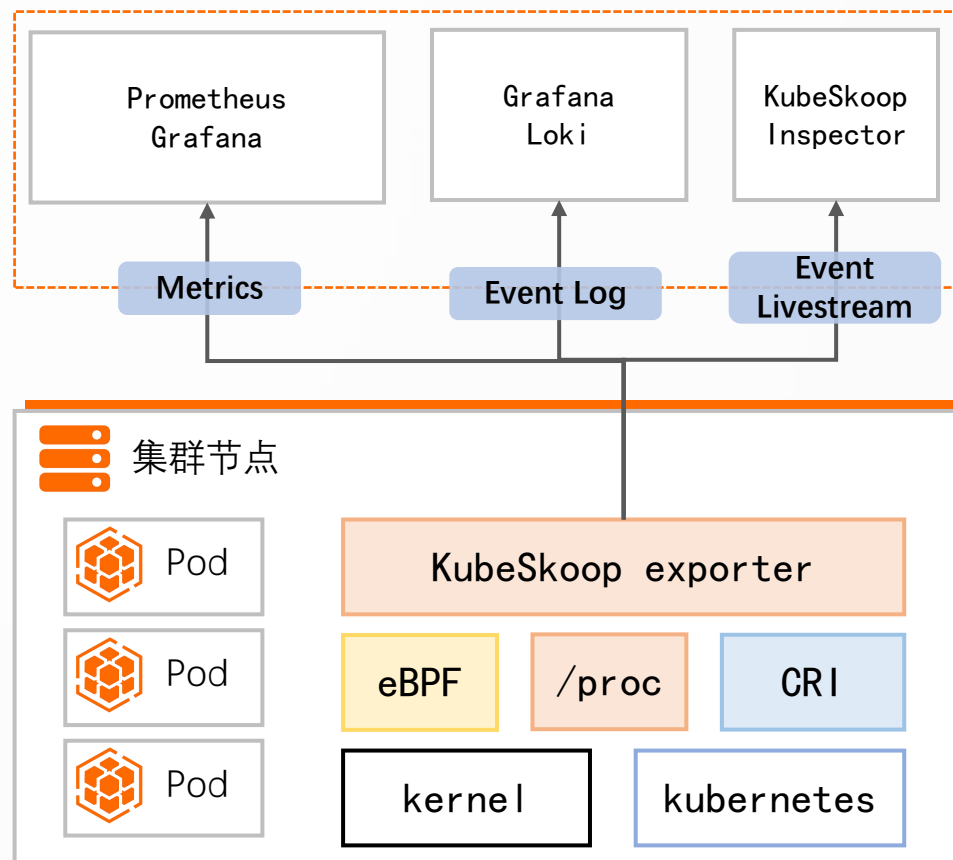 Prometheus
Grafana
Grafana
Loki
KubeSkoop
Inspector
Metrics
Event Log
Event
Livestream
集群节点
Pod
KubeSkoop exporter
Pod
eBPF
/proc
CRI
Pod
kernel
kubernetes